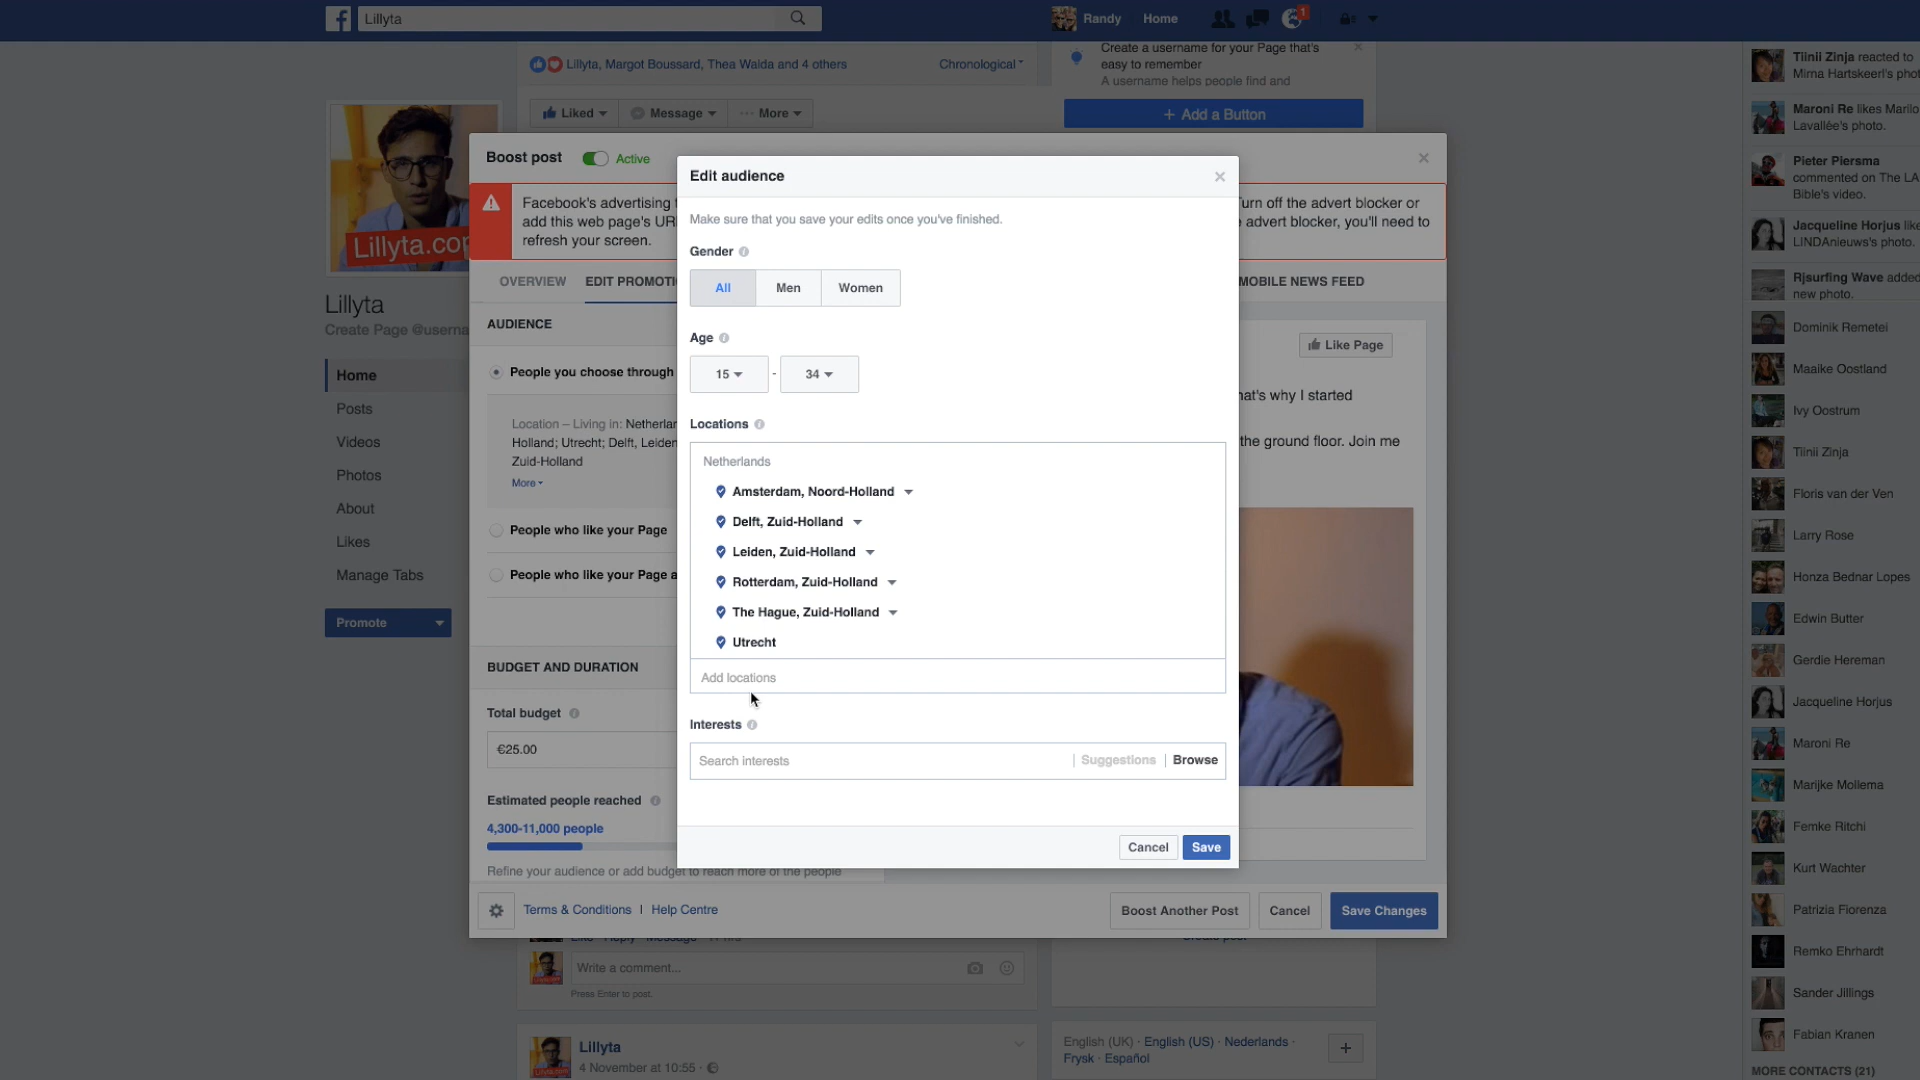 Lillyta
Randy
Home
1
Lillyta, Margot Boussard, Thea Walda and 4 others
Chronological
Create a username for your Page that's
easy to remember
A username helps people find and
Liked
Message
More
+ Add a Button
Lillyta.com
Lillyta
Create Page @userna
Home
Posts
Videos
Photos
About
Likes
Manage Tabs
Promote
Boost post
Active
Facebook's advertising
add this web page's UR
refresh your screen.
Turn off the advert blocker or
advert blocker, you'll need to
OVERVIEW
EDIT PROMOTI
MOBILE NEWS FEED
AUDIENCE
People you choose through
Location – Living in: Netherlan
Holland; Utrecht; Delft, Leiden
Zuid-Holland
More
People who like your Page
People who like your Page a
BUDGET AND DURATION
Total budget
€25.00
Estimated people reached
4,300-11,000 people
Refine your audience or add budget to reach more of the people
Terms & Conditions | Help Centre
Boost Another Post
Cancel
Save Changes
Edit audience
Make sure that you save your edits once you've finished.
Gender
All
Men
Women
Age
15 - 34
Locations
Netherlands
Amsterdam, Noord-Holland
Delft, Zuid-Holland
Leiden, Zuid-Holland
Rotterdam, Zuid-Holland
The Hague, Zuid-Holland
Utrecht
Add locations
Interests
Search interests
Suggestions
Browse
Cancel
Save
Like Page
hat's why I started
the ground floor. Join me
Write a comment...
Press Enter to post.
Lillyta
4 November at 10:55
English (UK) · English (US) · Nederlands ·
Frysk · Español
+
Tiinii Zinja reacted to
Mirna Hartskeerl's phot
Maroni Re likes Marilo
Lavallée's photo.
Pieter Piersma
commented on The LA
Bible's video.
Jacqueline Horjus like
LINDAnieuws's photo.
Rjsurfing Wave added
new photo.
Dominik Remetei
Maaike Oostland
Ivy Oostrum
Tiinii Zinja
Floris van der Ven
Larry Rose
Honza Bednar Lopes
Edwin Butter
Gerdie Hereman
Jacqueline Horjus
Maroni Re
Marijke Mollema
Femke Ritchi
Kurt Wachter
Patrizia Fiorenza
Remko Ehrhardt
Sander Jillings
Fabian Kranen
MORE CONTACTS (21)